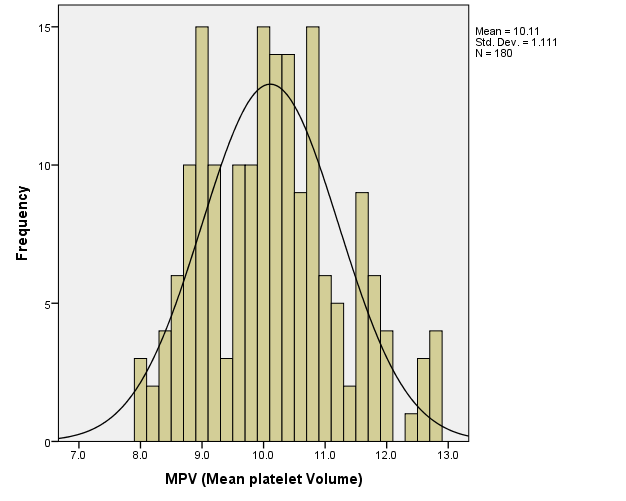 Mean = 10.11
Std. Dev. = 1.111
N = 180
Frequency
15
10
5
0
7.0 8.0 9.0 10.0 11.0 12.0 13.0
MPV (Mean platelet Volume)